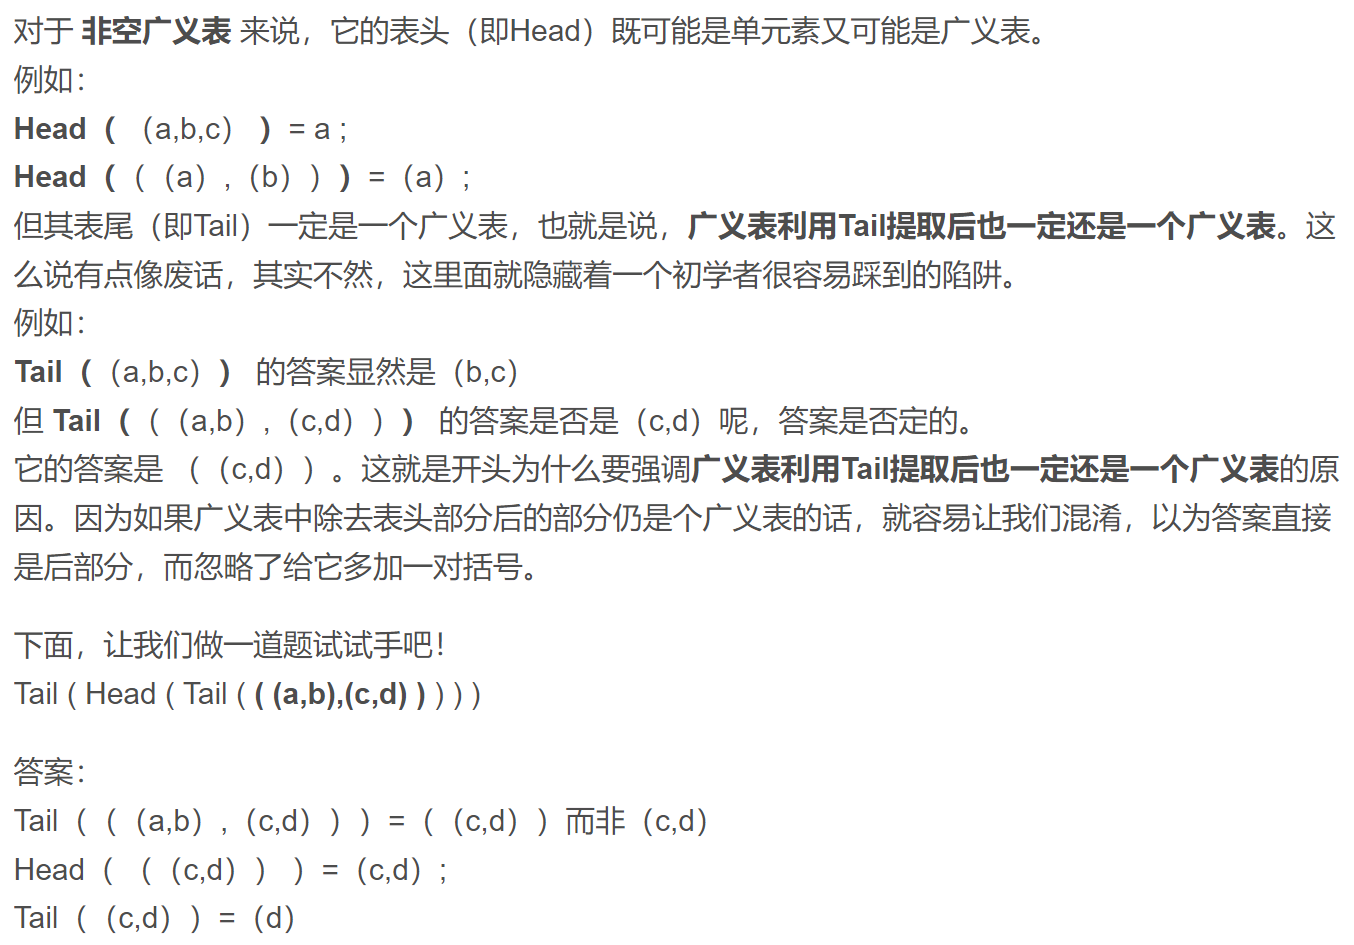 对于 非空广义表 来说，它的表头（即Head）既可能是单元素又可能是广义表。
例如：
Head（ （a,b,c） ）= a ;
Head（（（a）,（b））） =（a）;
但其表尾（即Tail）一定是一个广义表，也就是说，广义表利用Tail提取后也一定还是一个广义表。这
么说有点像废话，其实不然，这里面就隐藏着一个初学者很容易踩到的陷阱。
例如：
Tail（（a,b,c）） 的答案显然是（b,c）
但 Tail（（（a,b）,（c,d））） 的答案是否是（c,d）呢，答案是否定的。
它的答案是 （（c,d））。这就是开头为什么要强调广义表利用Tail提取后也一定还是一个广义表的原
因。因为如果广义表中除去表头部分后的部分仍是个广义表的话，就容易让我们混淆，以为答案直接
是后部分，而忽略了给它多加一对括号。
下面，让我们做一道题试试手吧！
Tail ( Head ( Tail ( ( (a,b),(c,d) ) ) ) )
答案：
Tail（（（a,b）,（c,d）））=（（c,d））而非（c,d）
Head（ （（c,d）） ）=（c,d）;
Tail（（c,d））=（d）